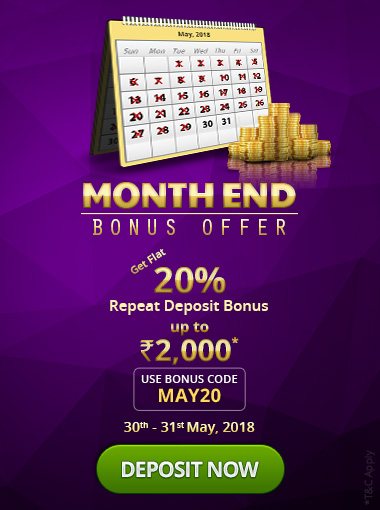 May, 2018
Sun Mon Tue Wed Thu Fri Sat
1 2 3 4 5
6 7 8 9 10 11 12
13 14 15 16 17 18 19
20 21 22 23 24 25 26
27 28 29 30 31
MONTH END
BONUS OFFER
Get Flat
20%
Repeat Deposit Bonus
up to
₹2,000*
USE BONUS CODE
MAY20
30th - 31st May, 2018
DEPOSIT NOW
*T&C Apply